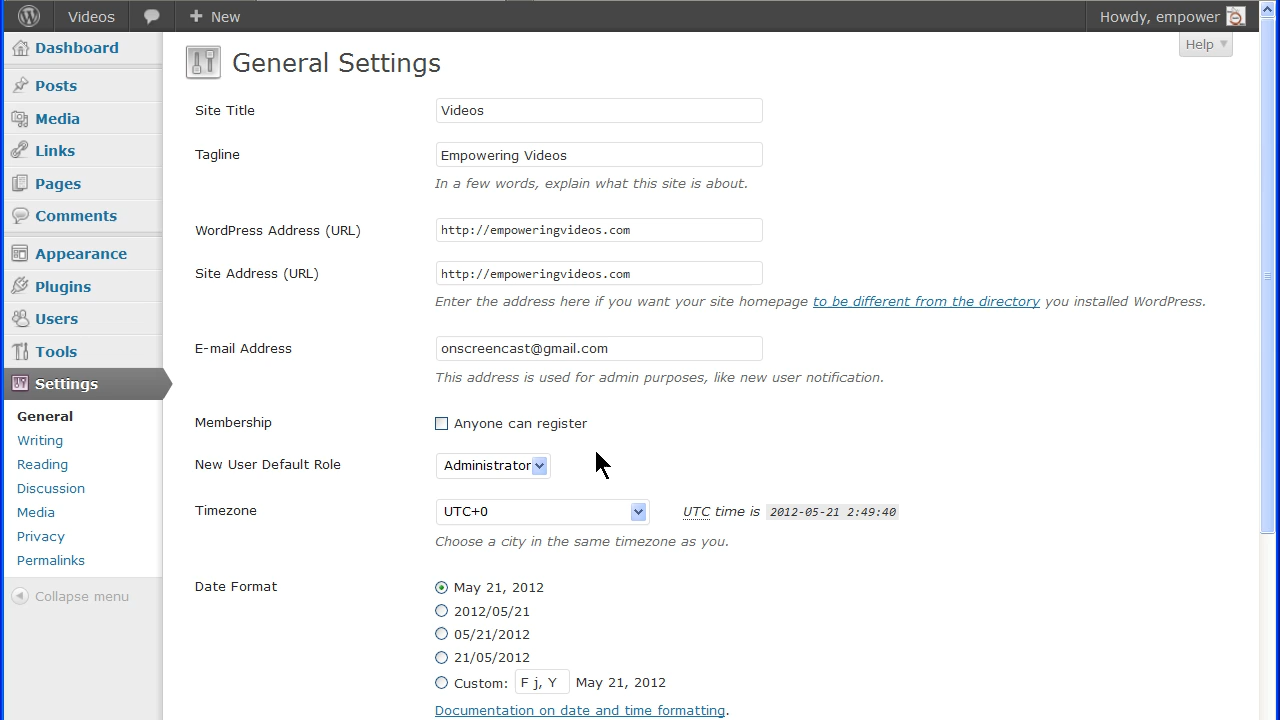 Videos
New
Howdy, empower
Help
Dashboard
Posts
Media
Links
Pages
Comments
Appearance
Plugins
Users
Tools
Settings
General
Writing
Reading
Discussion
Media
Privacy
Permalinks
Collapse menu
General Settings
Site Title Videos
Tagline Empowering Videos
In a few words, explain what this site is about.
WordPress Address (URL) http://empoweringvideos.com
Site Address (URL) http://empoweringvideos.com
Enter the address here if you want your site homepage to be different from the directory you installed WordPress.
E-mail Address onscreencast@gmail.com
This address is used for admin purposes, like new user notification.
Membership Anyone can register
New User Default Role Administrator
Timezone UTC+0 UTC time is 2012-05-21 2:49:40
Choose a city in the same timezone as you.
Date Format May 21, 2012
2012/05/21
05/21/2012
21/05/2012
Custom: F j, Y May 21, 2012
Documentation on date and time formatting.